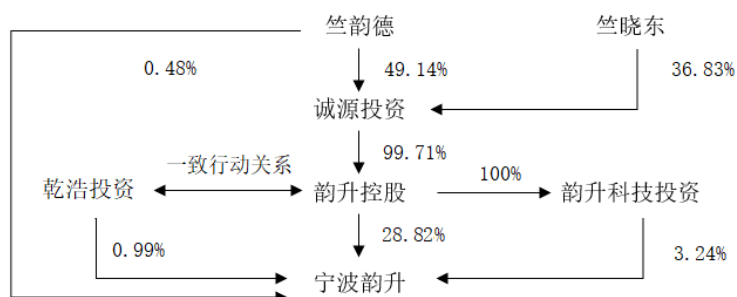 竺韵德
竺晓东
0.48%
49.14%
36.83%
诚源投资
99.71%
一致行动关系
乾浩投资
韵升控股
100%
韵升科技投资
0.99%
28.82%
3.24%
宁波韵升